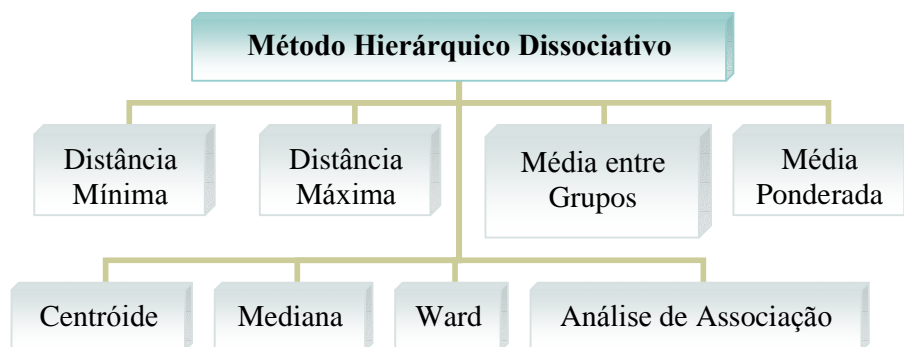 Método Hierárquico Dissociativo
Distância
Mínima
Distância
Máxima
Média entre
Grupos
Média
Ponderada
Centróide
Mediana
Ward
Análise de Associação